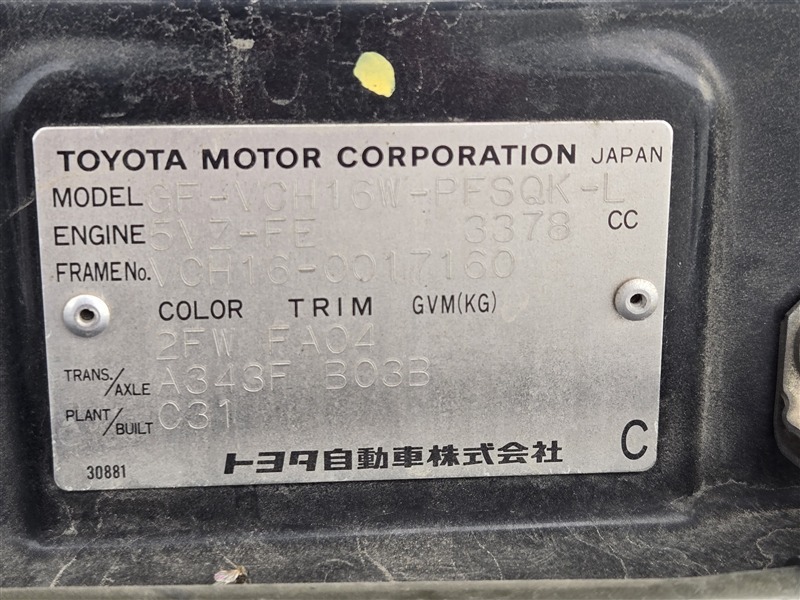 TOYOTA MOTOR CORPORATION JAPAN
MODEL GF-VCH16W-PFSQK-L
ENGINE 5VZ-FE 3378 CC
FRAME No. VCH16-0017160
COLOR TRIM GVM(KG)
2FW FA04
TRANS./AXLE A343F B03B
PLANT/BUILT C31
30881 トヨタ自動車株式会社 C